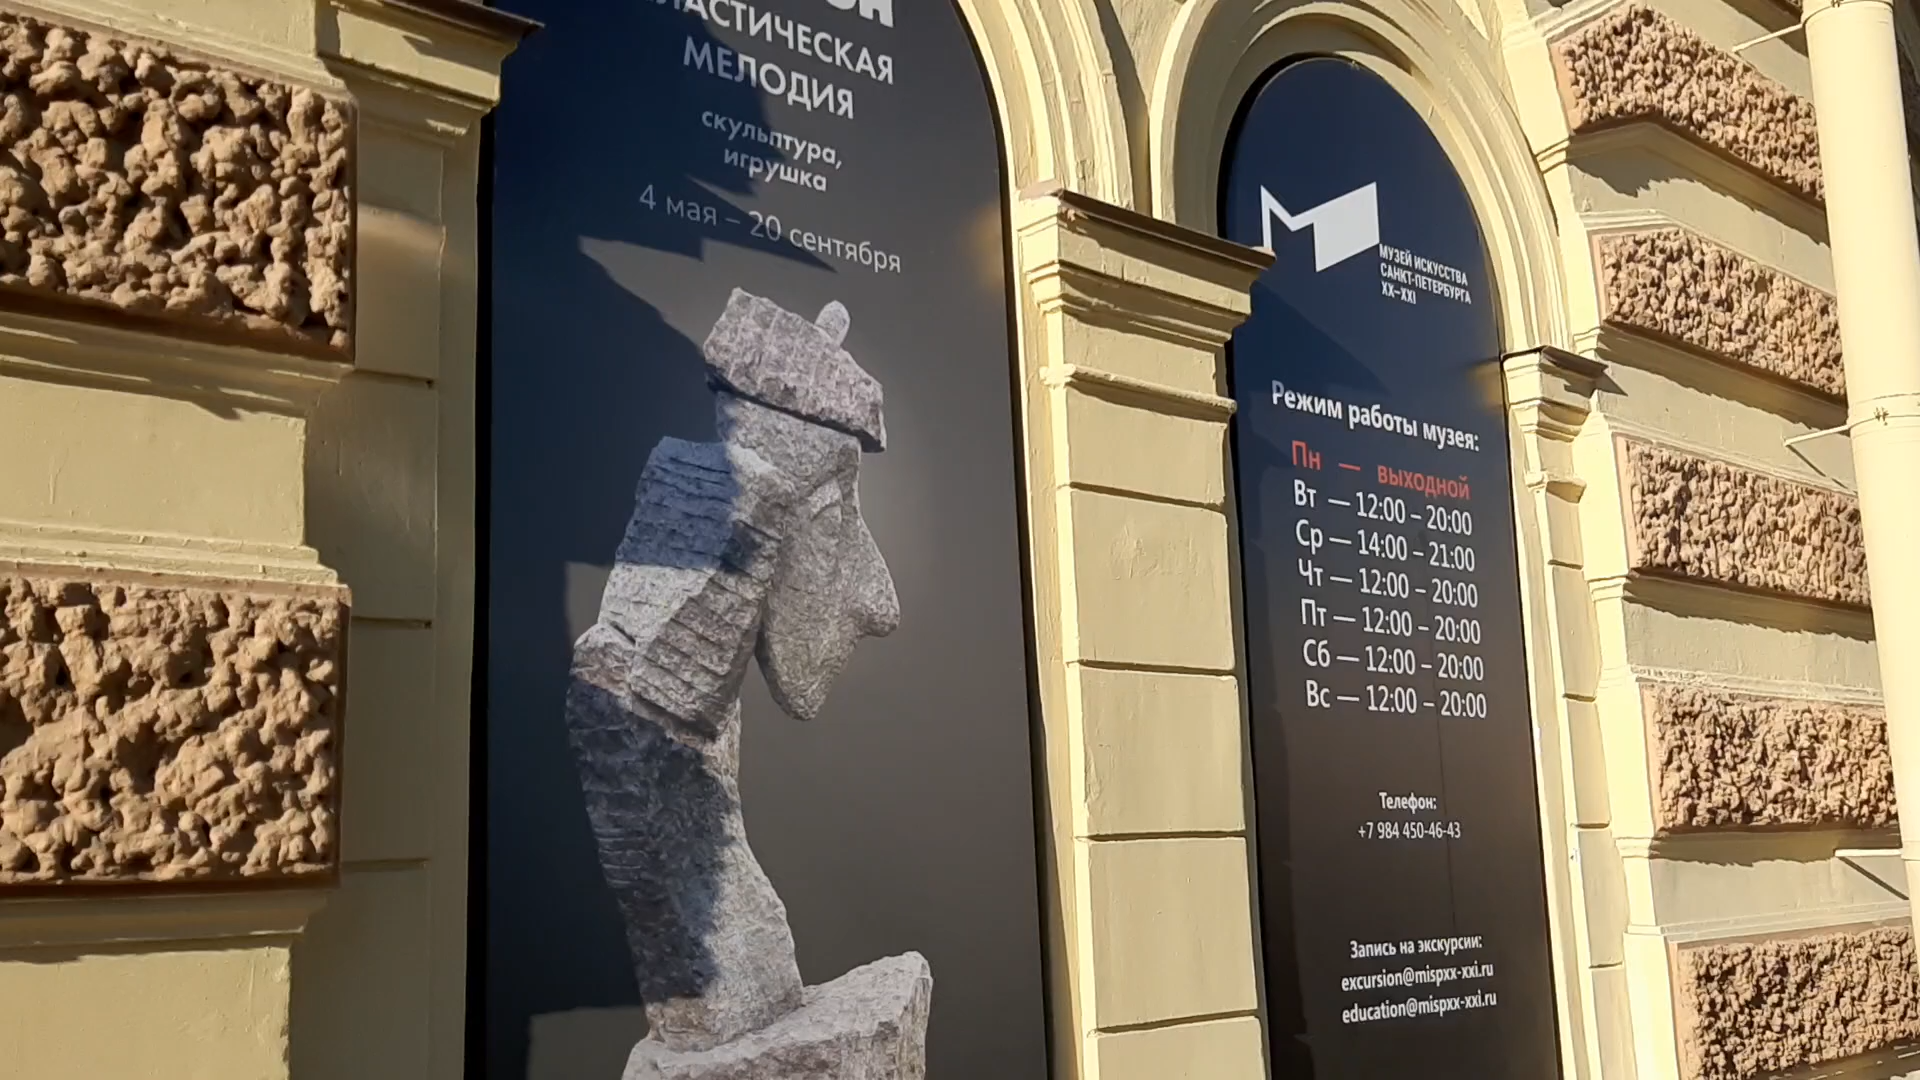 ПЛАСТИЧЕСКАЯ
МЕЛОДИЯ
скульптура,
игрушка
4 мая – 20 сентября
МУЗЕЙ ИСКУССТВА
САНКТ-ПЕТЕРБУРГА
XX–XXI
Режим работы музея:
Пн — выходной
Вт — 12:00 – 20:00
Ср — 14:00 – 21:00
Чт — 12:00 – 20:00
Пт — 12:00 – 20:00
Сб — 12:00 – 20:00
Вс — 12:00 – 20:00
Телефон:
+7 984 450-46-43
Запись на экскурсии:
excursion@mispxx-xxi.ru
education@mispxx-xxi.ru